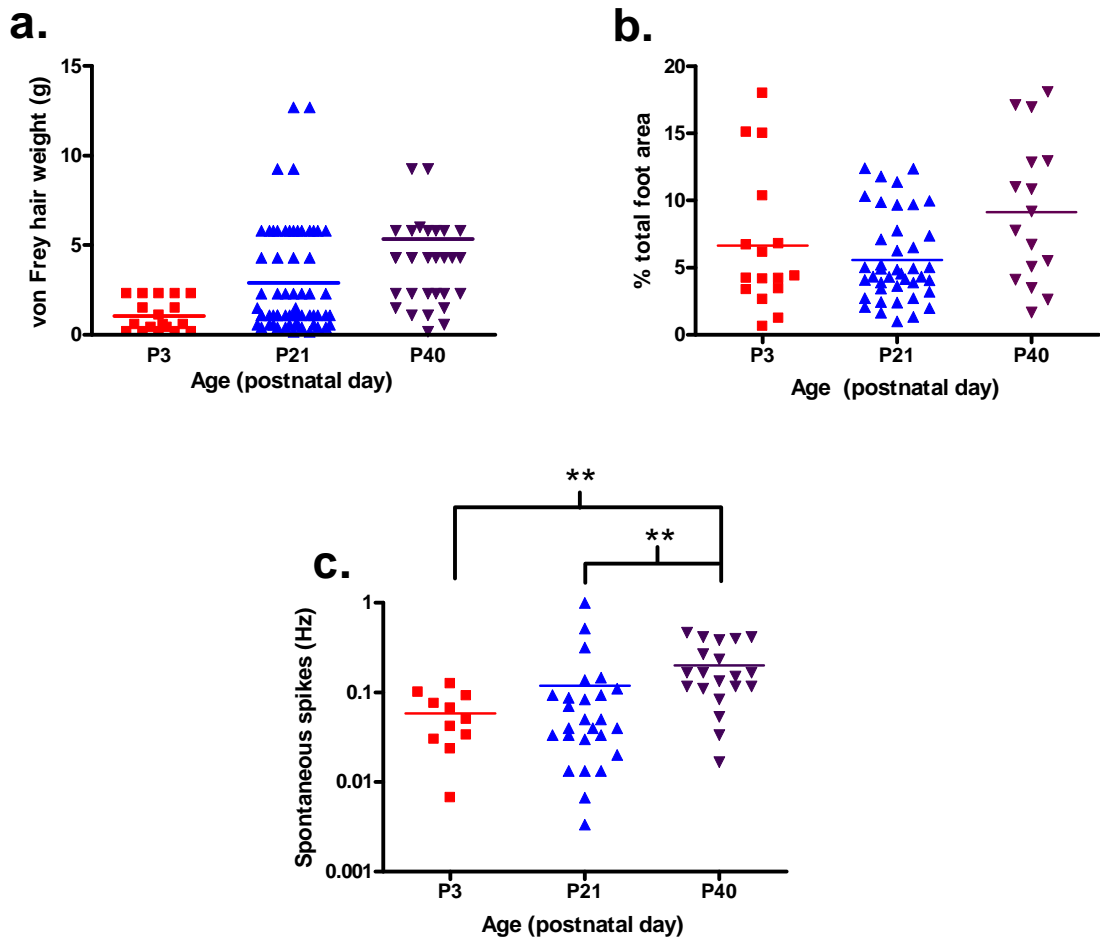 a.
15
10
5
0
von Frey hair weight (g)
P3 P21 P40
Age (postnatal day)
b.
20
15
10
5
0
% total foot area
P3 P21 P40
Age (postnatal day)
**
**
c.
1
0.1
0.01
0.001
Spontaneous spikes (Hz)
P3 P21 P40
Age (postnatal day)